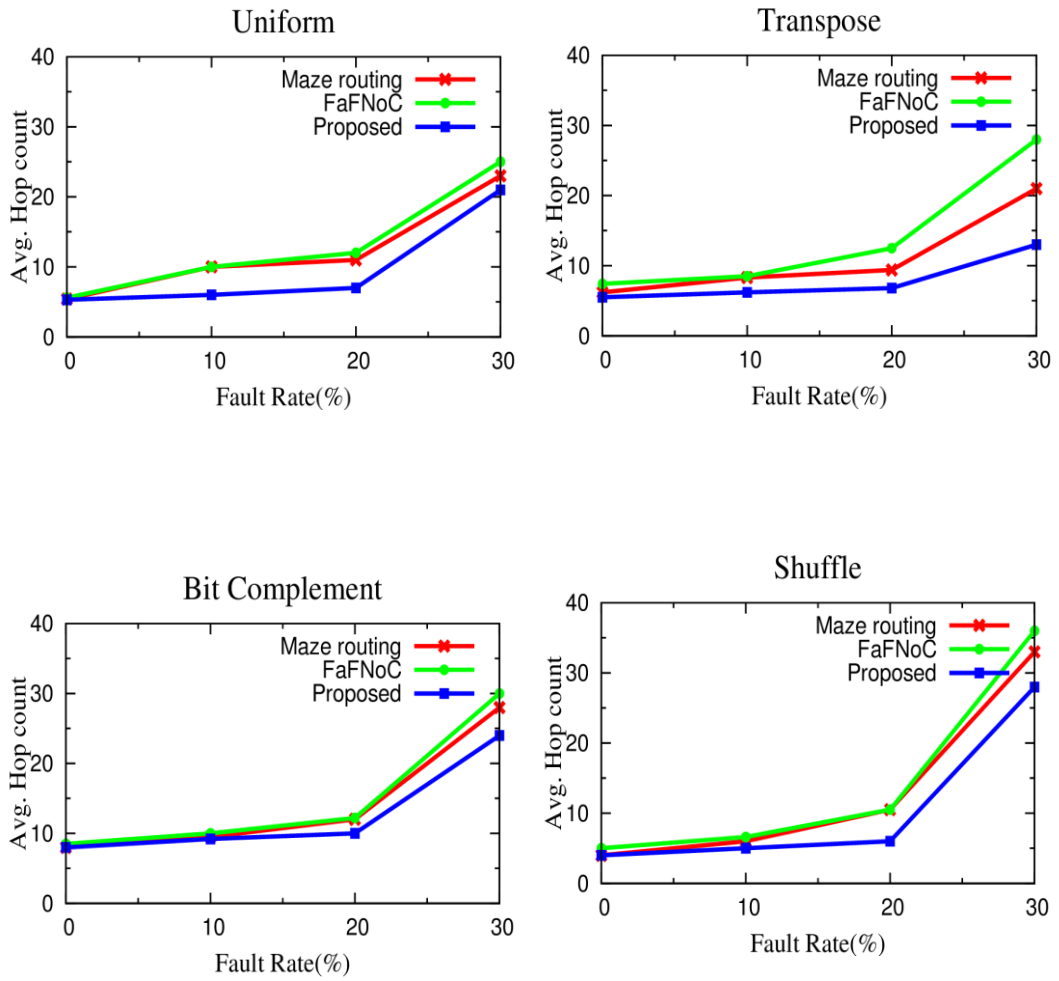 Uniform
Avg. Hop count
40
30
20
10
0
Maze routing
FaFNoC
Proposed
0 10 20 30
Fault Rate(%)
Transpose
Avg. Hop count
40
30
20
10
0
Maze routing
FaFNoC
Proposed
0 10 20 30
Fault Rate(%)
Bit Complement
Avg. Hop count
40
30
20
10
0
Maze routing
FaFNoC
Proposed
0 10 20 30
Fault Rate(%)
Shuffle
Avg. Hop count
40
30
20
10
0
Maze routing
FaFNoC
Proposed
0 10 20 30
Fault Rate(%)